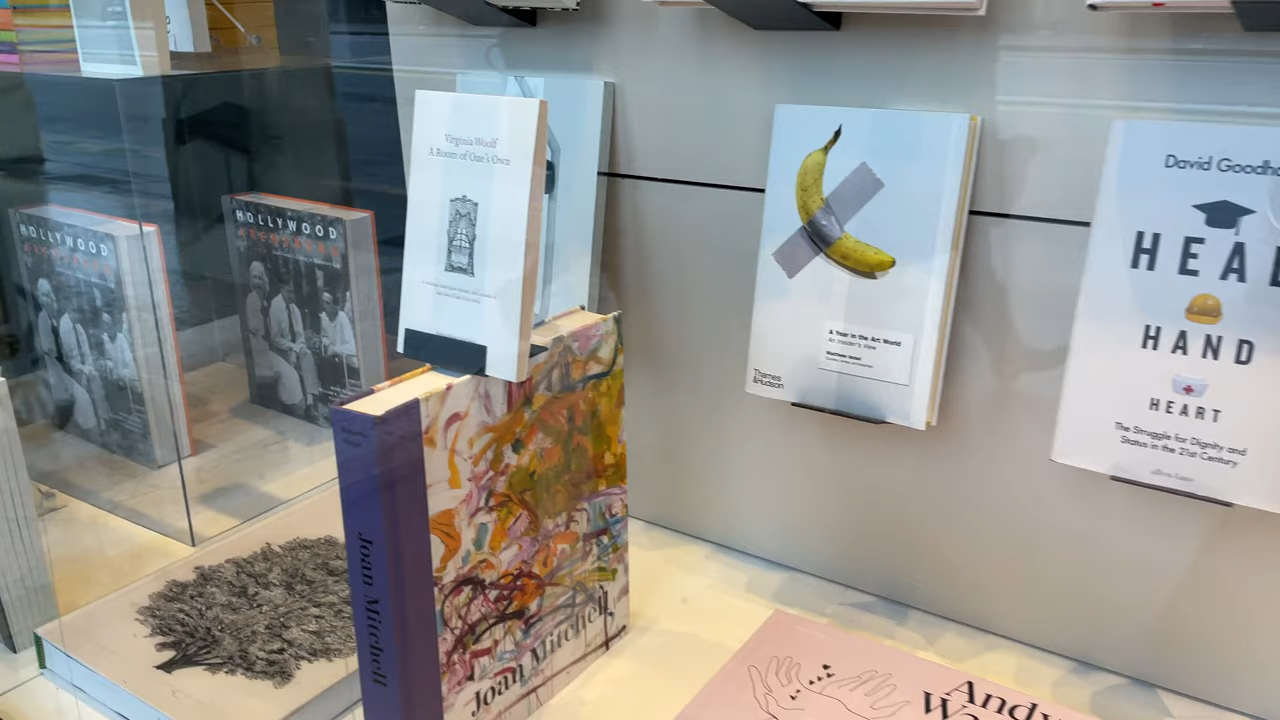 HOLLYWOOD
HOLLYWOOD
Virginia Woolf
A Room of One's Own
A Year in the Art World
An Insider's View
Matthew Israel
Thames
&Hudson
David Goodha
HEA
HAND
HEART
The Struggle for Dignity and
Status in the 21st Century
Joan Mitchell
Joan Mitchell
Andy